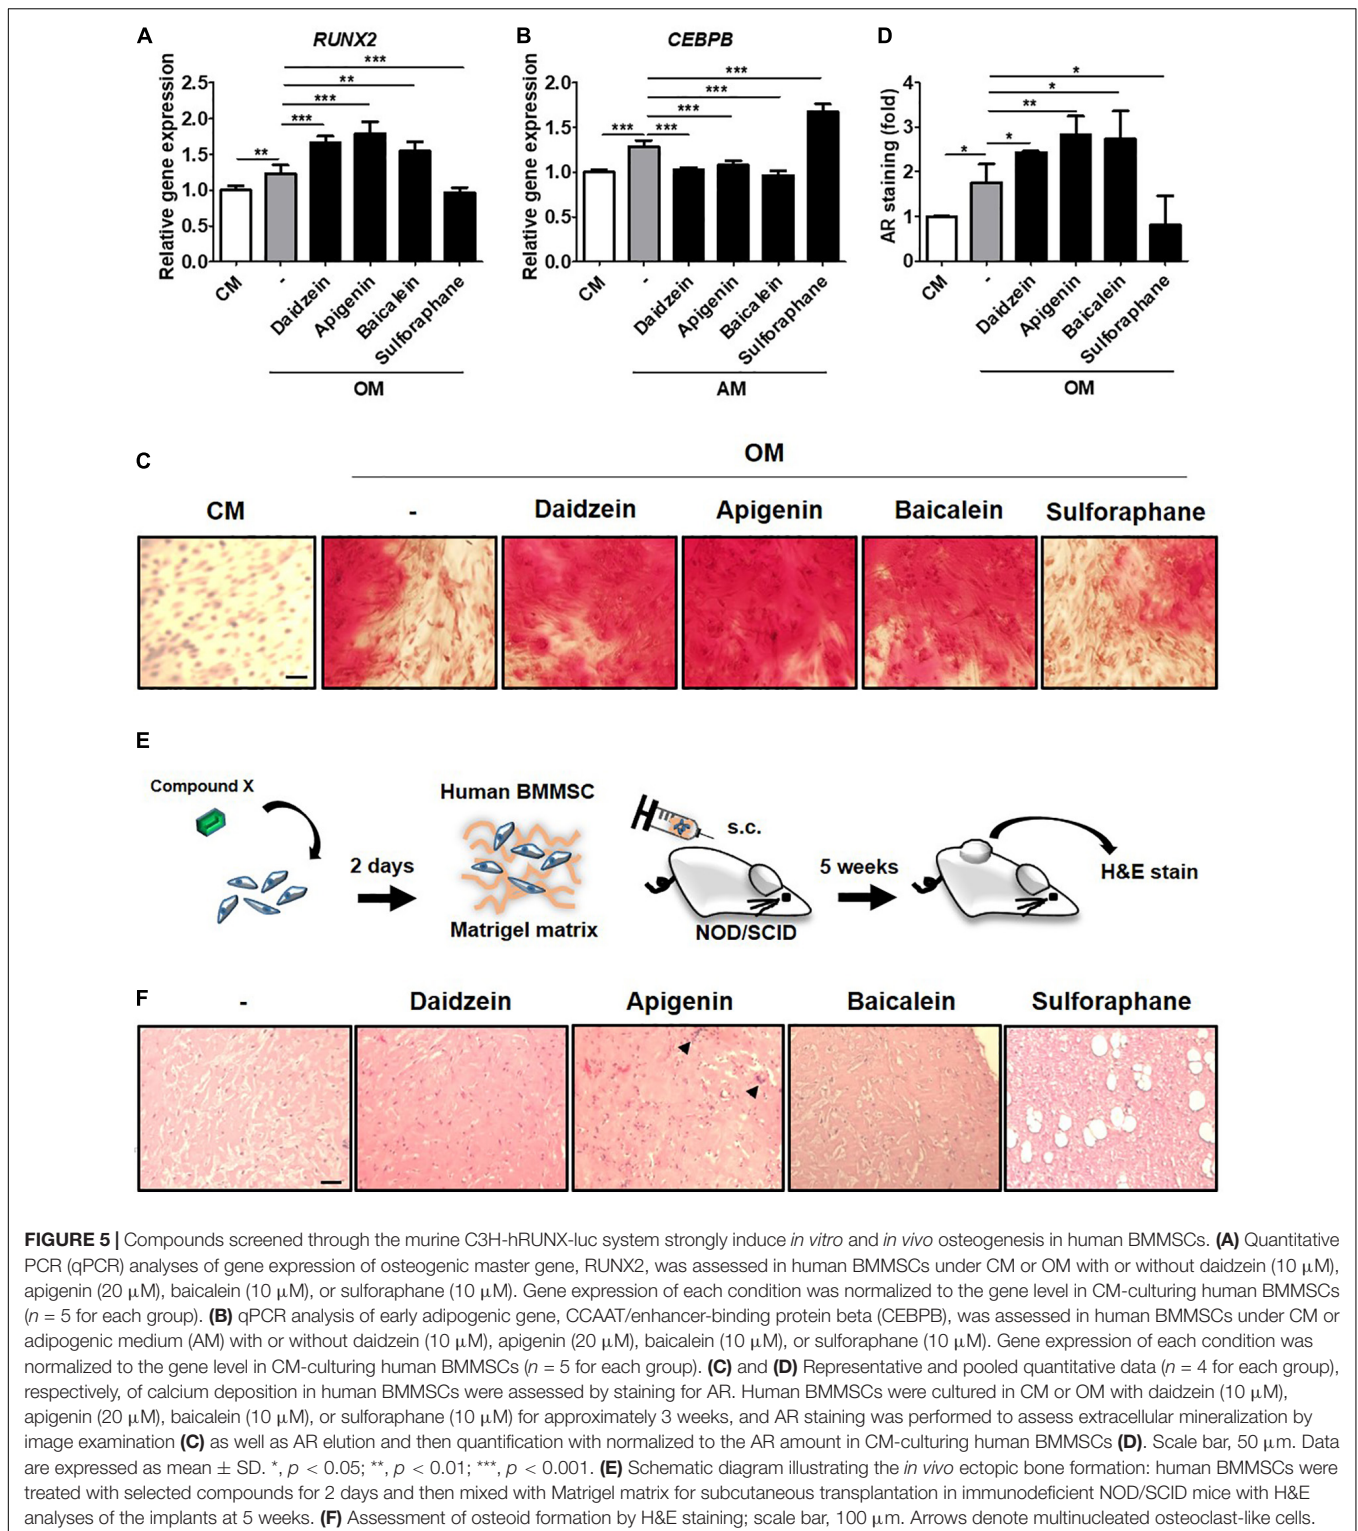 A
RUNX2
Relative gene expression
2.5
2.0
1.5
1.0
0.5
0.0
***
**
***
***
**
CM
-
Daidzein
Apigenin
Baicalein
Sulforaphane
OM
B
CEBPB
Relative gene expression
2.0
1.5
1.0
0.5
0.0
***
***
***
*** ***
CM
-
Daidzein
Apigenin
Baicalein
Sulforaphane
AM
D
AR staining (fold)
4
3
2
1
0
*
*
**
*
*
CM
-
Daidzein
Apigenin
Baicalein
Sulforaphane
OM
C
OM
CM - Daidzein Apigenin Baicalein Sulforaphane
E
Compound X
2 days
Human BMMSC
Matrigel matrix
s.c.
NOD/SCID
5 weeks
H&E stain
F - Daidzein Apigenin Baicalein Sulforaphane
FIGURE 5 | Compounds screened through the murine C3H-hRUNX-luc system strongly induce in vitro and in vivo osteogenesis in human BMMSCs. (A) Quantitative
PCR (qPCR) analyses of gene expression of osteogenic master gene, RUNX2, was assessed in human BMMSCs under CM or OM with or without daidzein (10 μM),
apigenin (20 μM), baicalein (10 μM), or sulforaphane (10 μM). Gene expression of each condition was normalized to the gene level in CM-culturing human BMMSCs
(n = 5 for each group). (B) qPCR analysis of early adipogenic gene, CCAAT/enhancer-binding protein beta (CEBPB), was assessed in human BMMSCs under CM or
adipogenic medium (AM) with or without daidzein (10 μM), apigenin (20 μM), baicalein (10 μM), or sulforaphane (10 μM). Gene expression of each condition was
normalized to the gene level in CM-culturing human BMMSCs (n = 5 for each group). (C) and (D) Representative and pooled quantitative data (n = 4 for each group),
respectively, of calcium deposition in human BMMSCs were assessed by staining for AR. Human BMMSCs were cultured in CM or OM with daidzein (10 μM),
apigenin (20 μM), baicalein (10 μM), or sulforaphane (10 μM) for approximately 3 weeks, and AR staining was performed to assess extracellular mineralization by
image examination (C) as well as AR elution and then quantification with normalized to the AR amount in CM-culturing human BMMSCs (D). Scale bar, 50 μm. Data
are expressed as mean ± SD. *, p < 0.05; **, p < 0.01; ***, p < 0.001. (E) Schematic diagram illustrating the in vivo ectopic bone formation: human BMMSCs were
treated with selected compounds for 2 days and then mixed with Matrigel matrix for subcutaneous transplantation in immunodeficient NOD/SCID mice with H&E
analyses of the implants at 5 weeks. (F) Assessment of osteoid formation by H&E staining; scale bar, 100 μm. Arrows denote multinucleated osteoclast-like cells.